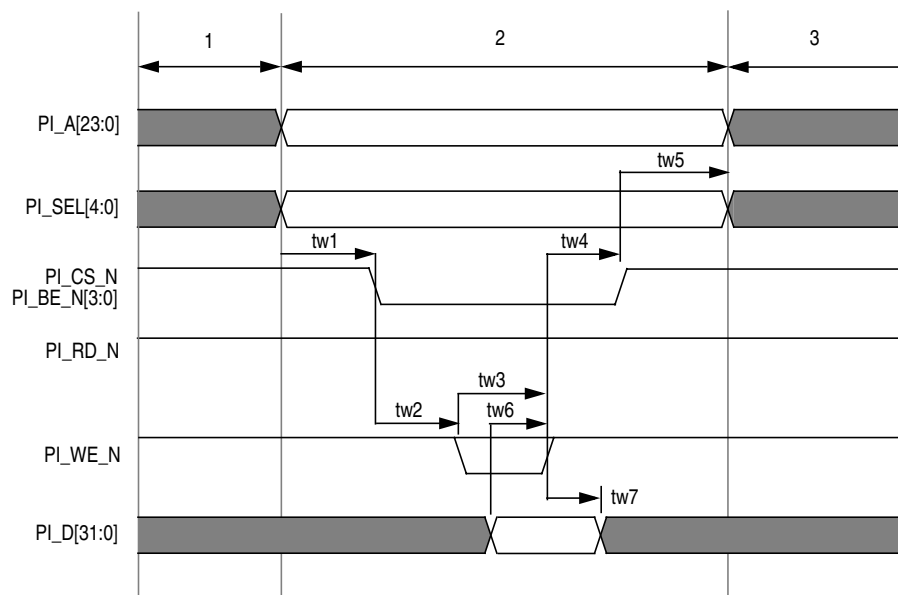 1
2
3
PI_A[23:0]
tw5
PI_SEL[4:0]
tw1
tw4
PI_CS_N
PI_BE_N[3:0]
PI_RD_N
tw3
tw2
tw6
PI_WE_N
tw7
PI_D[31:0]